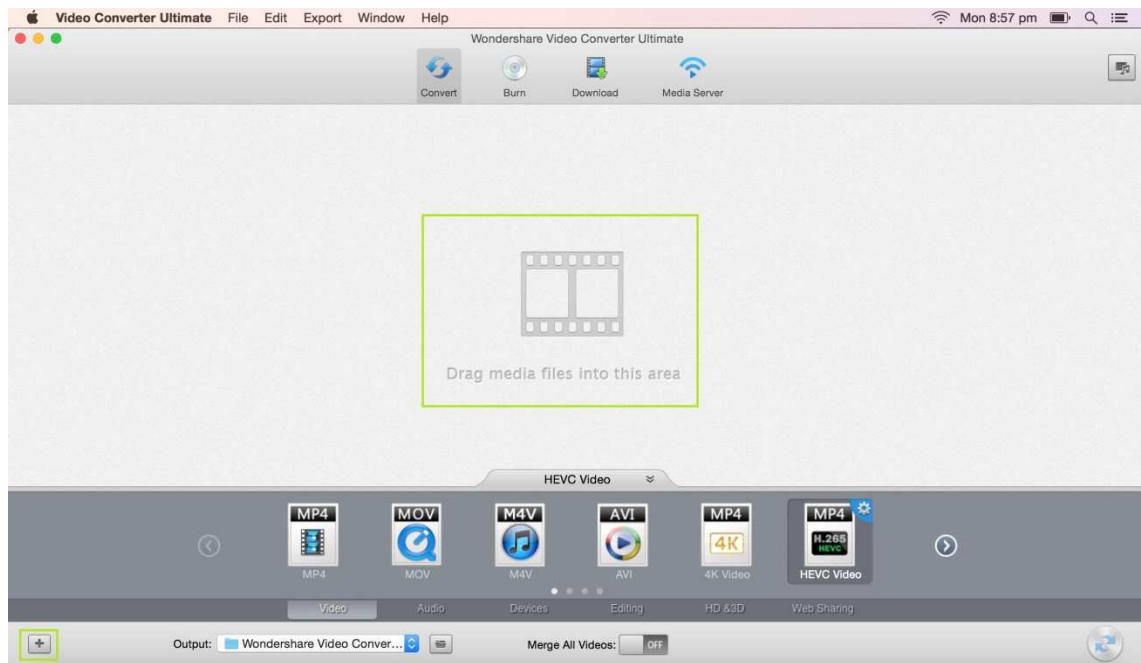 Video Converter Ultimate File Edit Export Window Help Mon 8:57 pm
Wondershare Video Converter Ultimate
Convert Burn Download Media Server
Drag media files into this area
HEVC Video
MP4 MOV M4V AVI MP4 MP4
4K H.265
HEVC
MP4 MOV M4V AVI 4K Video HEVC Video
Video Audio Devices Editing HD &3D Web Sharing
Output: Wondershare Video Conver... Merge All Videos: OFF